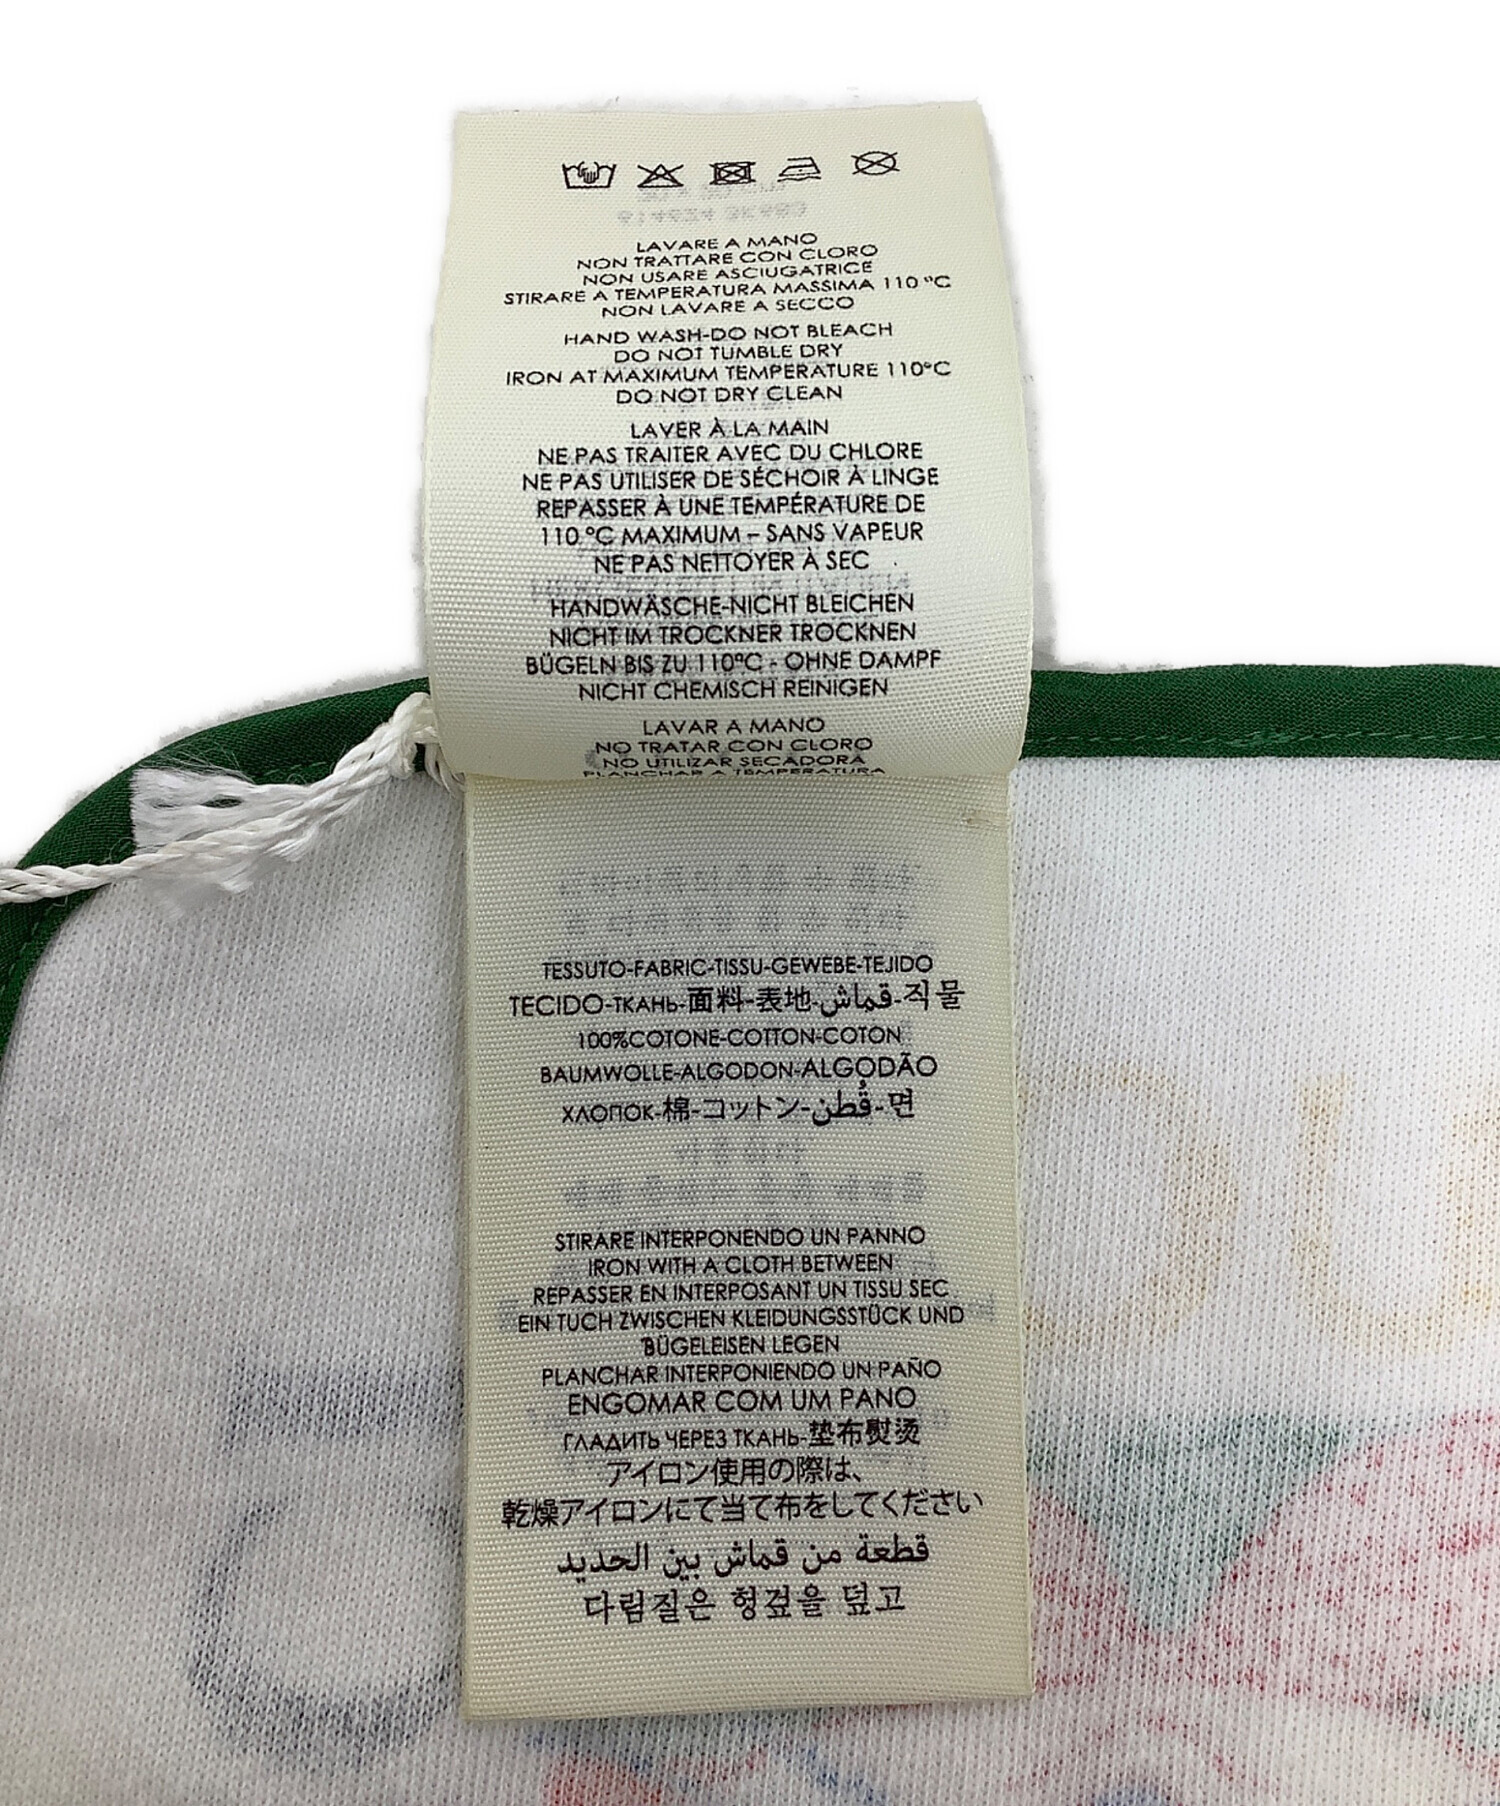 LAVARE A MANO
NON TRATTARE CON CLORO
NON USARE ASCIUGATRICE
STIRARE A TEMPERATURA MASSIMA 110 °C
NON LAVARE A SECCO
HAND WASH-DO NOT BLEACH
DO NOT TUMBLE DRY
IRON AT MAXIMUM TEMPERATURE 110°C
DO NOT DRY CLEAN
LAVER À LA MAIN
NE PAS TRAITER AVEC DU CHLORE
NE PAS UTILISER DE SÉCHOIR À LINGE
REPASSER À UNE TEMPÉRATURE DE
110 °C MAXIMUM – SANS VAPEUR
NE PAS NETTOYER À SEC
HANDWÄSCHE-NICHT BLEICHEN
NICHT IM TROCKNER TROCKNEN
BÜGELN BIS ZU 110°C - OHNE DAMPF
NICHT CHEMISCH REINIGEN
LAVAR A MANO
NO TRATAR CON CLORO
NO UTILIZAR SECADORA
PLANCHAR A TEMPERATURA
TESSUTO-FABRIC-TISSU-GEWEBE-TEJIDO
TECIDO-ТКАНЬ-面料-表地-قماش-직물
100%COTONE-COTTON-COTON
BAUMWOLLE-ALGODON-ALGODÃO
ХЛОПОК-棉-コットン-قُطن-면
STIRARE INTERPONENDO UN PANNO
IRON WITH A CLOTH BETWEEN
REPASSER EN INTERPOSANT UN TISSU SEC
EIN TUCH ZWISCHEN KLEIDUNGSSTÜCK UND
BÜGELEISEN LEGEN
PLANCHAR INTERPONIENDO UN PAÑO
ENGOMAR COM UM PANO
ГЛАДИТЬ ЧЕРЕЗ ТКАНЬ-垫布熨烫
アイロン使用の際は、
乾燥アイロンにて当て布をしてください
قطعة من قماش بين الحديد
다림질은 헝겊을 덮고